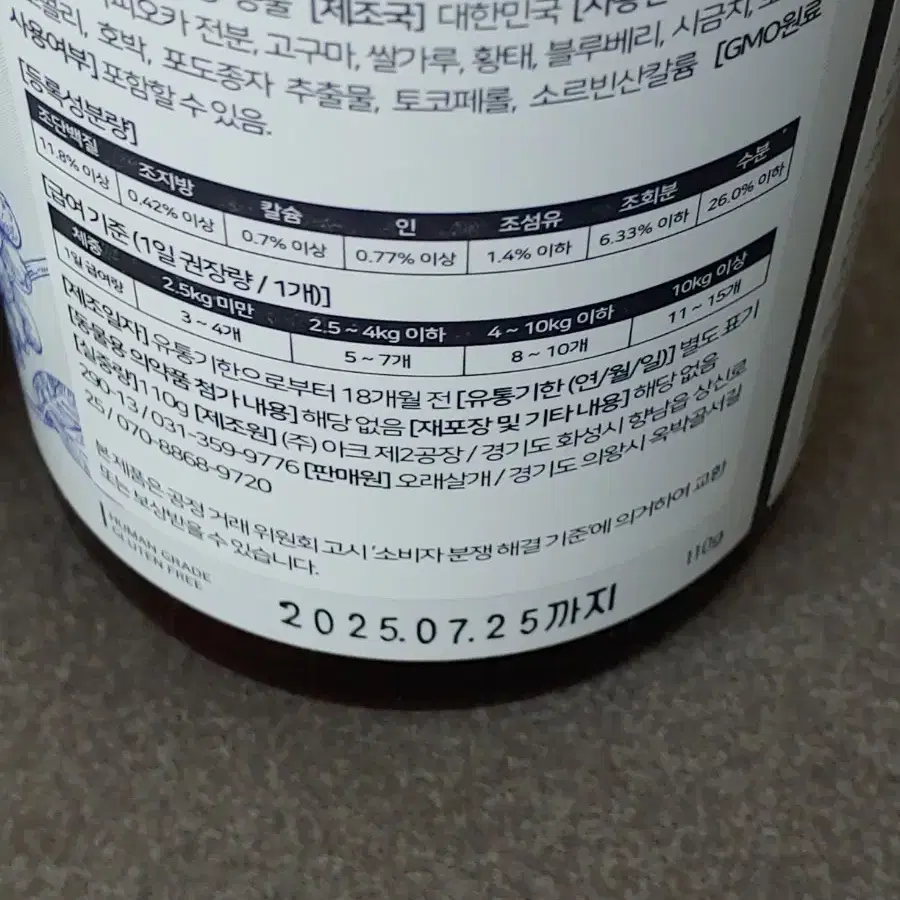 [제조국] 대한민국
피오카 전분, 고구마, 쌀가루, 황태, 블루베리, 시금치,
호박, 포도종자 추출물, 토코페롤, 소르빈산칼륨 [GMO원료
사용여부] 포함할 수 있음.
[등록성분량]
조단백질 조지방 칼슘 인 조섬유 조회분 수분
11.8% 이상 0.42% 이상 0.7% 이상 0.77% 이상 1.4% 이하 6.33% 이하 26.0% 이하
[급여 기준 (1일 권장량 / 1개)]
체중 2.5kg 미만 2.5 ~ 4kg 이하 4 ~ 10kg 이하 10kg 이상
1일 급여량 3 ~ 4개 5 ~ 7개 8 ~ 10개 11 ~ 15개
[제조일자] 유통기한으로부터 18개월 전 [유통기한 (연/월/일)] 별도 표기
[동물용 의약품 첨가 내용] 해당 없음 [재포장 및 기타 내용] 해당 없음
[실중량] 110g [제조원] (주) 아크 제2공장 / 경기도 화성시 향남읍 상신로
290-13 / 031-359-9776 [판매원] 오래살개 / 경기도 의왕시 옥박골서길
25 / 070-8868-9720
본 제품은 공정 거래 위원회 고시 '소비자 분쟁 해결 기준'에 의거하여 교환
또는 보상받을 수 있습니다.
HUMAN GRADE
GLUTEN FREE
110g
2025.07.25까지